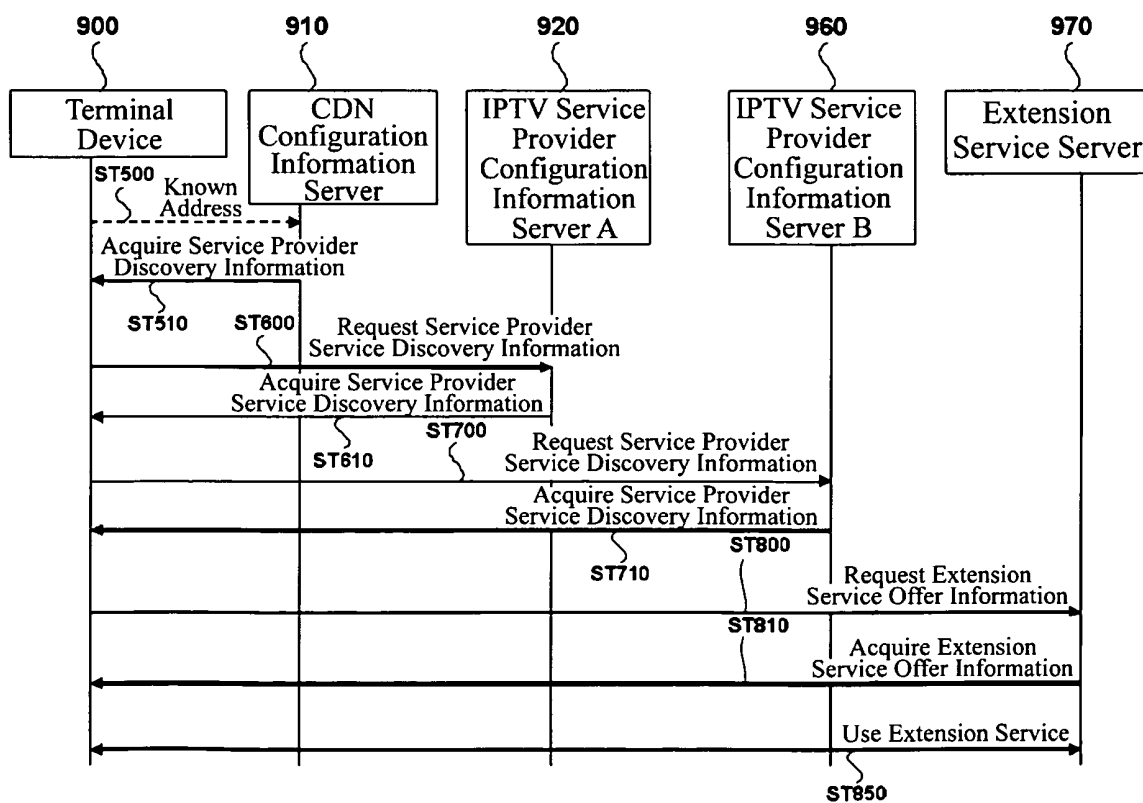 900
910
920
960
970
Terminal
Device
CDN
Configuration
Information
Server
IPTV Service
Provider
Configuration
Information
Server A
IPTV Service
Provider
Configuration
Information
Server B
Extension
Service Server
ST500
Known
Address
Acquire Service Provider
Discovery Information
ST510
ST600
Request Service Provider
Service Discovery Information
Acquire Service Provider
Service Discovery Information
ST610
ST700
Request Service Provider
Service Discovery Information
Acquire Service Provider
Service Discovery Information
ST710
ST800
Request Extension
Service Offer Information
ST810
Acquire Extension
Service Offer Information
Use Extension Service
ST850